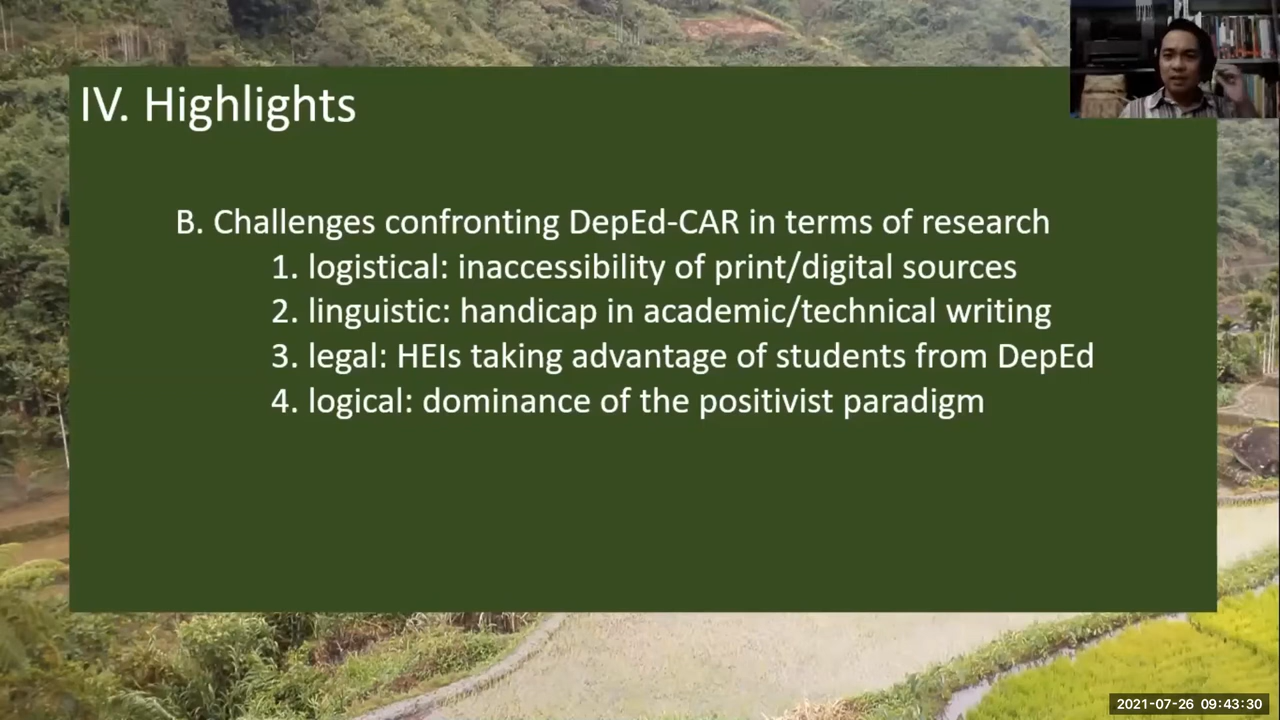 IV. Highlights
B. Challenges confronting DepEd-CAR in terms of research
1. logistical: inaccessibility of print/digital sources
2. linguistic: handicap in academic/technical writing
3. legal: HEIs taking advantage of students from DepEd
4. logical: dominance of the positivist paradigm
2021-07-26 09:43:30